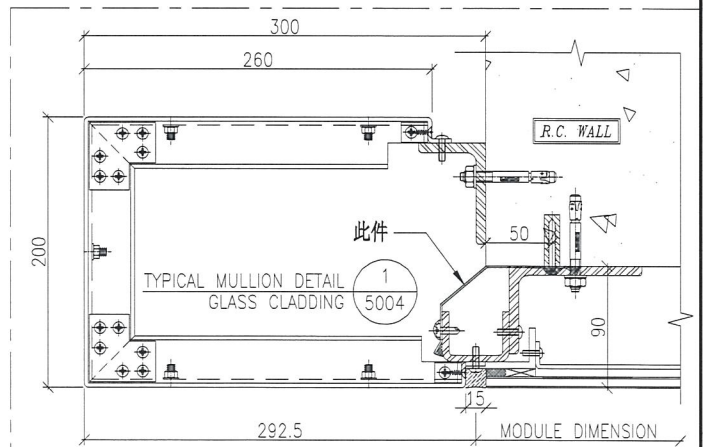 300
260
R.C. WALL
200
50
此件
TYPICAL MULLION DETAIL
GLASS CLADDING
1
5004
90
15
292.5
MODULE DIMENSION